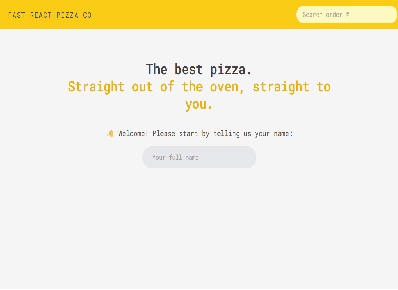 FAST REACT PIZZA CO
Search order #
The best pizza.
Straight out of the oven, straight to
you.
👋 Welcome! Please start by telling us your name:
Your full name